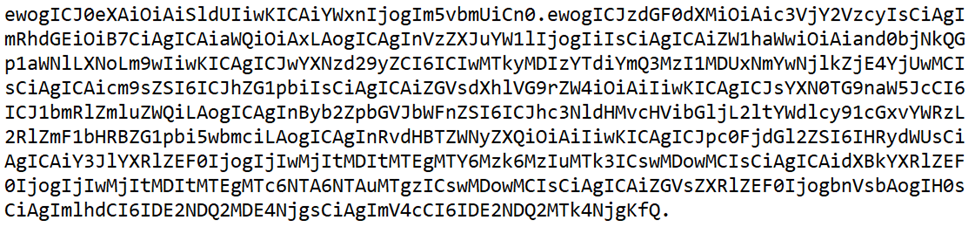 ewogICJ0eXAiOiAiSldUIiwKICAiYWxnIjogIm5vbmUiCn0.ewogICJzdGF0dXMiOiAic3VjY2VzcyIsCiAgI
mRhdGEiOiB7CiAgICAiaWQiOiAxLAogICAgInVzZXJuYW1lIjogIiIsCiAgICAiZW1haWwiOiAiand0bjNkQG
p1aWNlLXNoLm9wIiwKICAgICJwYXNzd29yZCI6ICIwMTkyMDIzYTdiYmQ3MzI1MDUxNmYwNjlkZjE4YjUwMCI
sCiAgICAicm9sZSI6ICJhZG1pbiIsCiAgICAiZGVsdXhlVG9rZW4iOiAiIiwKICAgICJsYXN0TG9naW5JcCI6
ICJ1bmRlZmluZWQiLAogICAgInByb2ZpbGVJbWFnZSI6ICJhc3NldHMvcHVibGljL2ltYWdlcy91cGxvYWRzL
2RlZmF1bHRBZG1pbi5wbmciLAogICAgInRvdHBTZWNyZXQiOiAiIiwKICAgICJpc0FjdGl2ZSI6IHRydWUsCi
AgICAiY3JlYXRlZEF0IjogIjIwMjItMDItMTEgMTY6Mzk6MzIuMTk3ICswMDowMCIsCiAgICAidXBkYXRlZEF
0IjogIjIwMjItMDItMTEgMTc6NTA6NTAuMTgzICswMDowMCIsCiAgICAiZGVsZXRlZEF0IjogbnVsbAogIH0s
CiAgImlhdCI6IDE2NDQ2MDE4NjgsCiAgImV4cCI6IDE2NDQ2MTk4NjgKfQ.